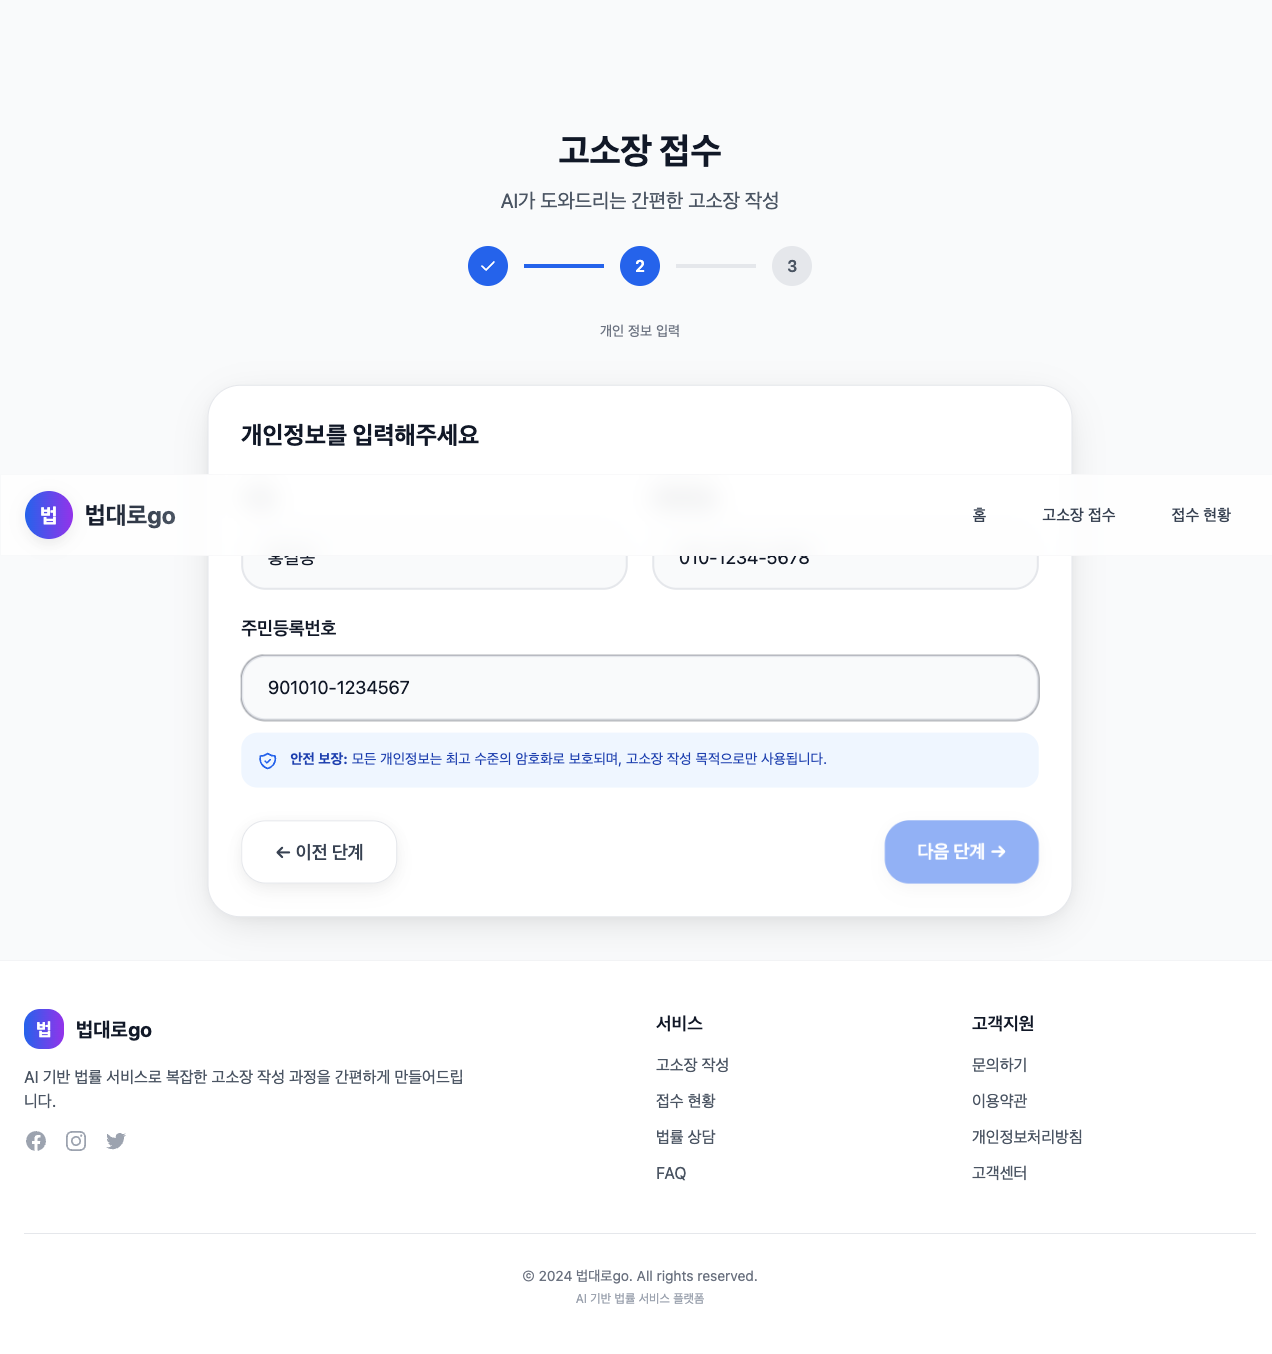 고소장 접수
AI가 도와드리는 간편한 고소장 작성
2
3
개인 정보 입력
개인정보를 입력해주세요
법
법대로go
홈
고소장 접수
접수 현황
홍길동
010-1234-5678
주민등록번호
901010-1234567
안전 보장: 모든 개인정보는 최고 수준의 암호화로 보호되며, 고소장 작성 목적으로만 사용됩니다.
← 이전 단계
다음 단계 →
법
법대로go
AI 기반 법률 서비스로 복잡한 고소장 작성 과정을 간편하게 만들어드립
니다.
서비스
고소장 작성
접수 현황
법률 상담
FAQ
고객지원
문의하기
이용약관
개인정보처리방침
고객센터
© 2024 법대로go. All rights reserved.
AI 기반 법률 서비스 플랫폼